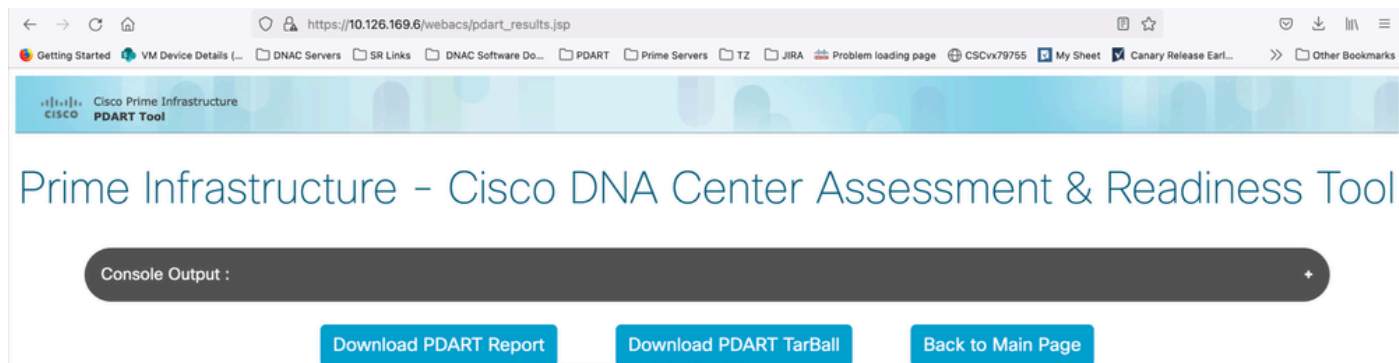 https://10.126.169.6/webacs/pdart_results.jsp
Getting Started VM Device Details (... DNAC Servers SR Links DNAC Software Do... PDART Prime Servers TZ JIRA Problem loading page CSCvx79755 My Sheet Canary Release Earl... Other Bookmarks
CISCO Cisco Prime Infrastructure
PDART Tool
Prime Infrastructure - Cisco DNA Center Assessment & Readiness Tool
Console Output : +
Download PDART Report Download PDART TarBall Back to Main Page